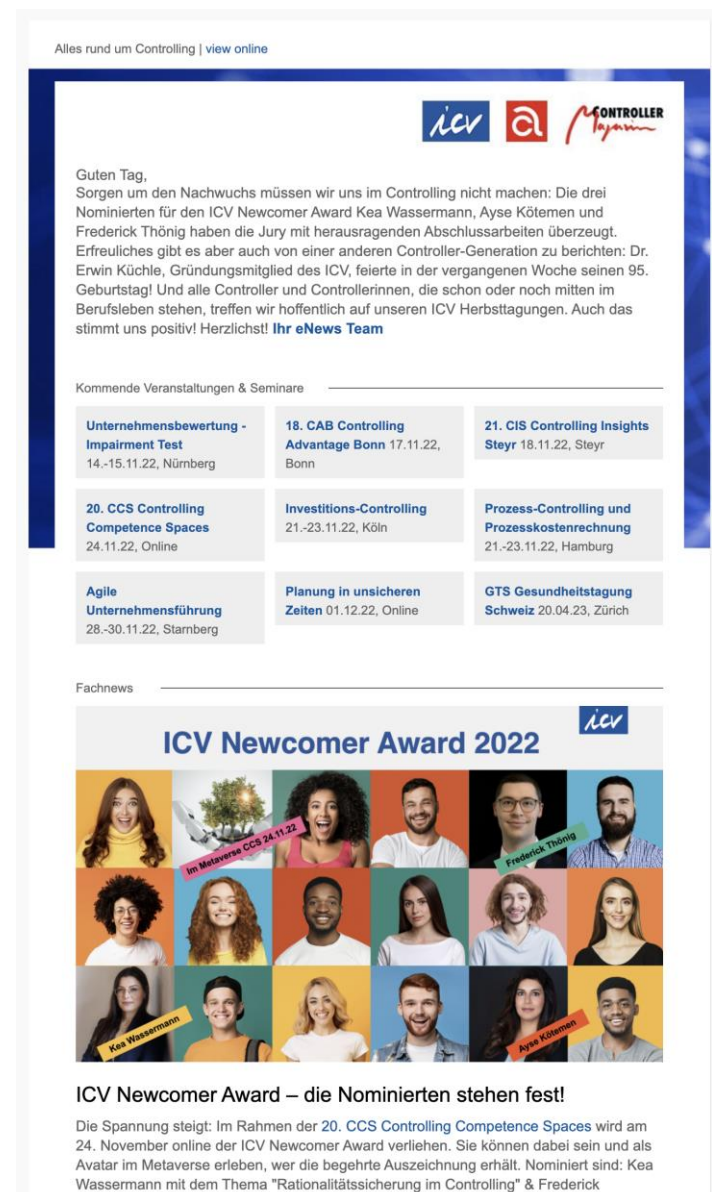 Alles rund um Controlling | view online
icv a CONTROLLER
Magazin
Guten Tag,
Sorgen um den Nachwuchs müssen wir uns im Controlling nicht machen: Die drei
Nominierten für den ICV Newcomer Award Kea Wassermann, Ayse Kötemen und
Frederick Thönig haben die Jury mit herausragenden Abschlussarbeiten überzeugt.
Erfreuliches gibt es aber auch von einer anderen Controller-Generation zu berichten: Dr.
Erwin Küchle, Gründungsmitglied des ICV, feierte in der vergangenen Woche seinen 95.
Geburtstag! Und alle Controller und Controllerinnen, die schon oder noch mitten im
Berufsleben stehen, treffen wir hoffentlich auf unseren ICV Herbsttagungen. Auch das
stimmt uns positiv! Herzlichst! Ihr eNews Team
Kommende Veranstaltungen & Seminare
Unternehmensbewertung -
Impairment Test
14.-15.11.22, Nürnberg
18. CAB Controlling
Advantage Bonn 17.11.22,
Bonn
21. CIS Controlling Insights
Steyr 18.11.22, Steyr
20. CCS Controlling
Competence Spaces
24.11.22, Online
Investitions-Controlling
21.-23.11.22, Köln
Prozess-Controlling und
Prozesskostenrechnung
21.-23.11.22, Hamburg
Agile
Unternehmensführung
28.-30.11.22, Starnberg
Planung in unsicheren
Zeiten 01.12.22, Online
GTS Gesundheitstagung
Schweiz 20.04.23, Zürich
Fachnews
icv
ICV Newcomer Award 2022
Im Metaverse CCS 24.11.22
Frederick Thönig
Kea Wassermann
Ayse Kötemen
ICV Newcomer Award – die Nominierten stehen fest!
Die Spannung steigt: Im Rahmen der 20. CCS Controlling Competence Spaces wird am
24. November online der ICV Newcomer Award verliehen. Sie können dabei sein und als
Avatar im Metaverse erleben, wer die begehrte Auszeichnung erhält. Nominiert sind: Kea
Wassermann mit dem Thema "Rationalitätssicherung im Controlling" & Frederick